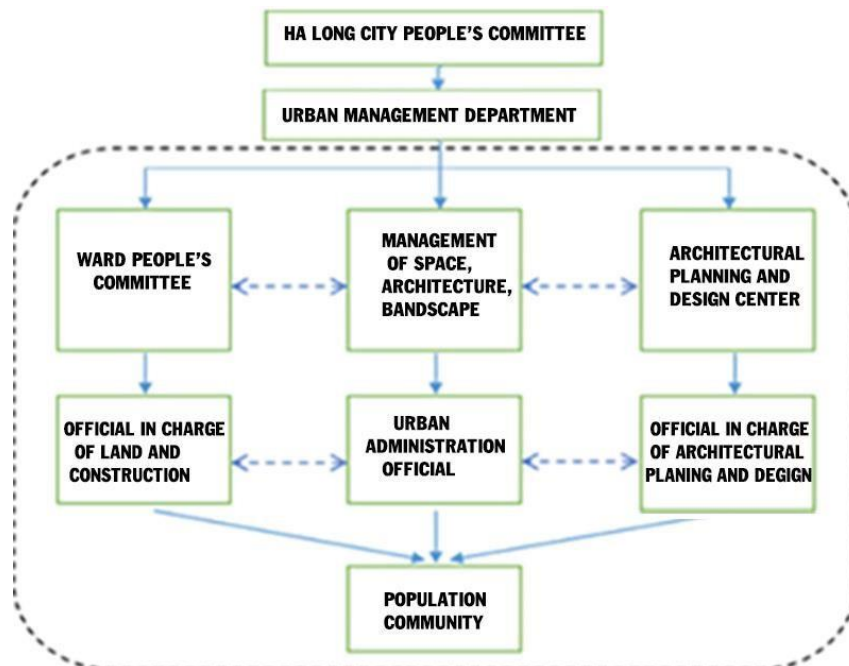 HA LONG CITY PEOPLE'S COMMITTEE
URBAN MANAGEMENT DEPARTMENT
WARD PEOPLE'S
COMMITTEE
MANAGEMENT
OF SPACE,
ARCHITECTURE,
BANDSCAPE
ARCHITECTURAL
PLANNING AND
DESIGN CENTER
OFFICIAL IN CHARGE
OF LAND AND
CONSTRUCTION
URBAN
ADMINISTRATION
OFFICIAL
OFFICIAL IN CHARGE
OF ARCHITECTURAL
PLANING AND DEGIGN
POPULATION
COMMUNITY